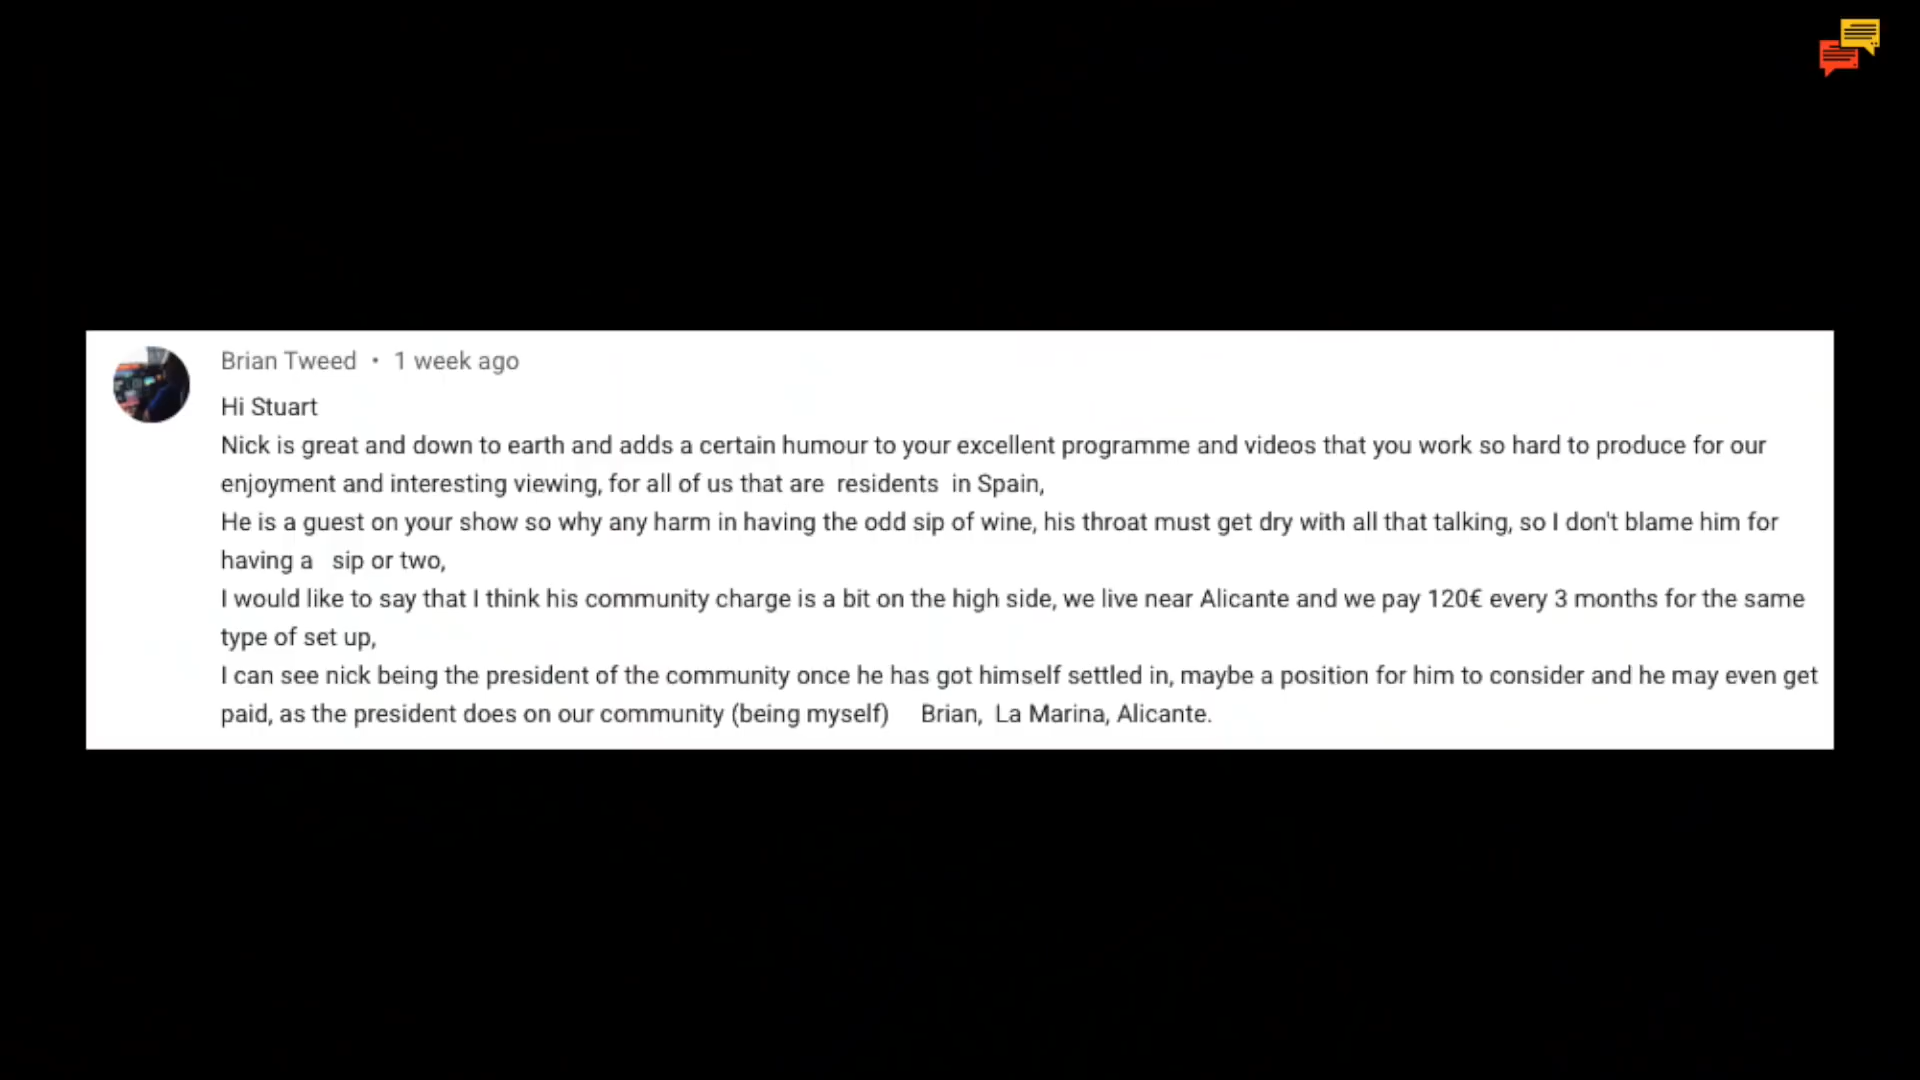 Brian Tweed • 1 week ago
Hi Stuart
Nick is great and down to earth and adds a certain humour to your excellent programme and videos that you work so hard to produce for our
enjoyment and interesting viewing, for all of us that are  residents  in Spain,
He is a guest on your show so why any harm in having the odd sip of wine, his throat must get dry with all that talking, so I don't blame him for
having a   sip or two,
I would like to say that I think his community charge is a bit on the high side, we live near Alicante and we pay 120€ every 3 months for the same
type of set up,
I can see nick being the president of the community once he has got himself settled in, maybe a position for him to consider and he may even get
paid, as the president does on our community (being myself)     Brian,  La Marina, Alicante.